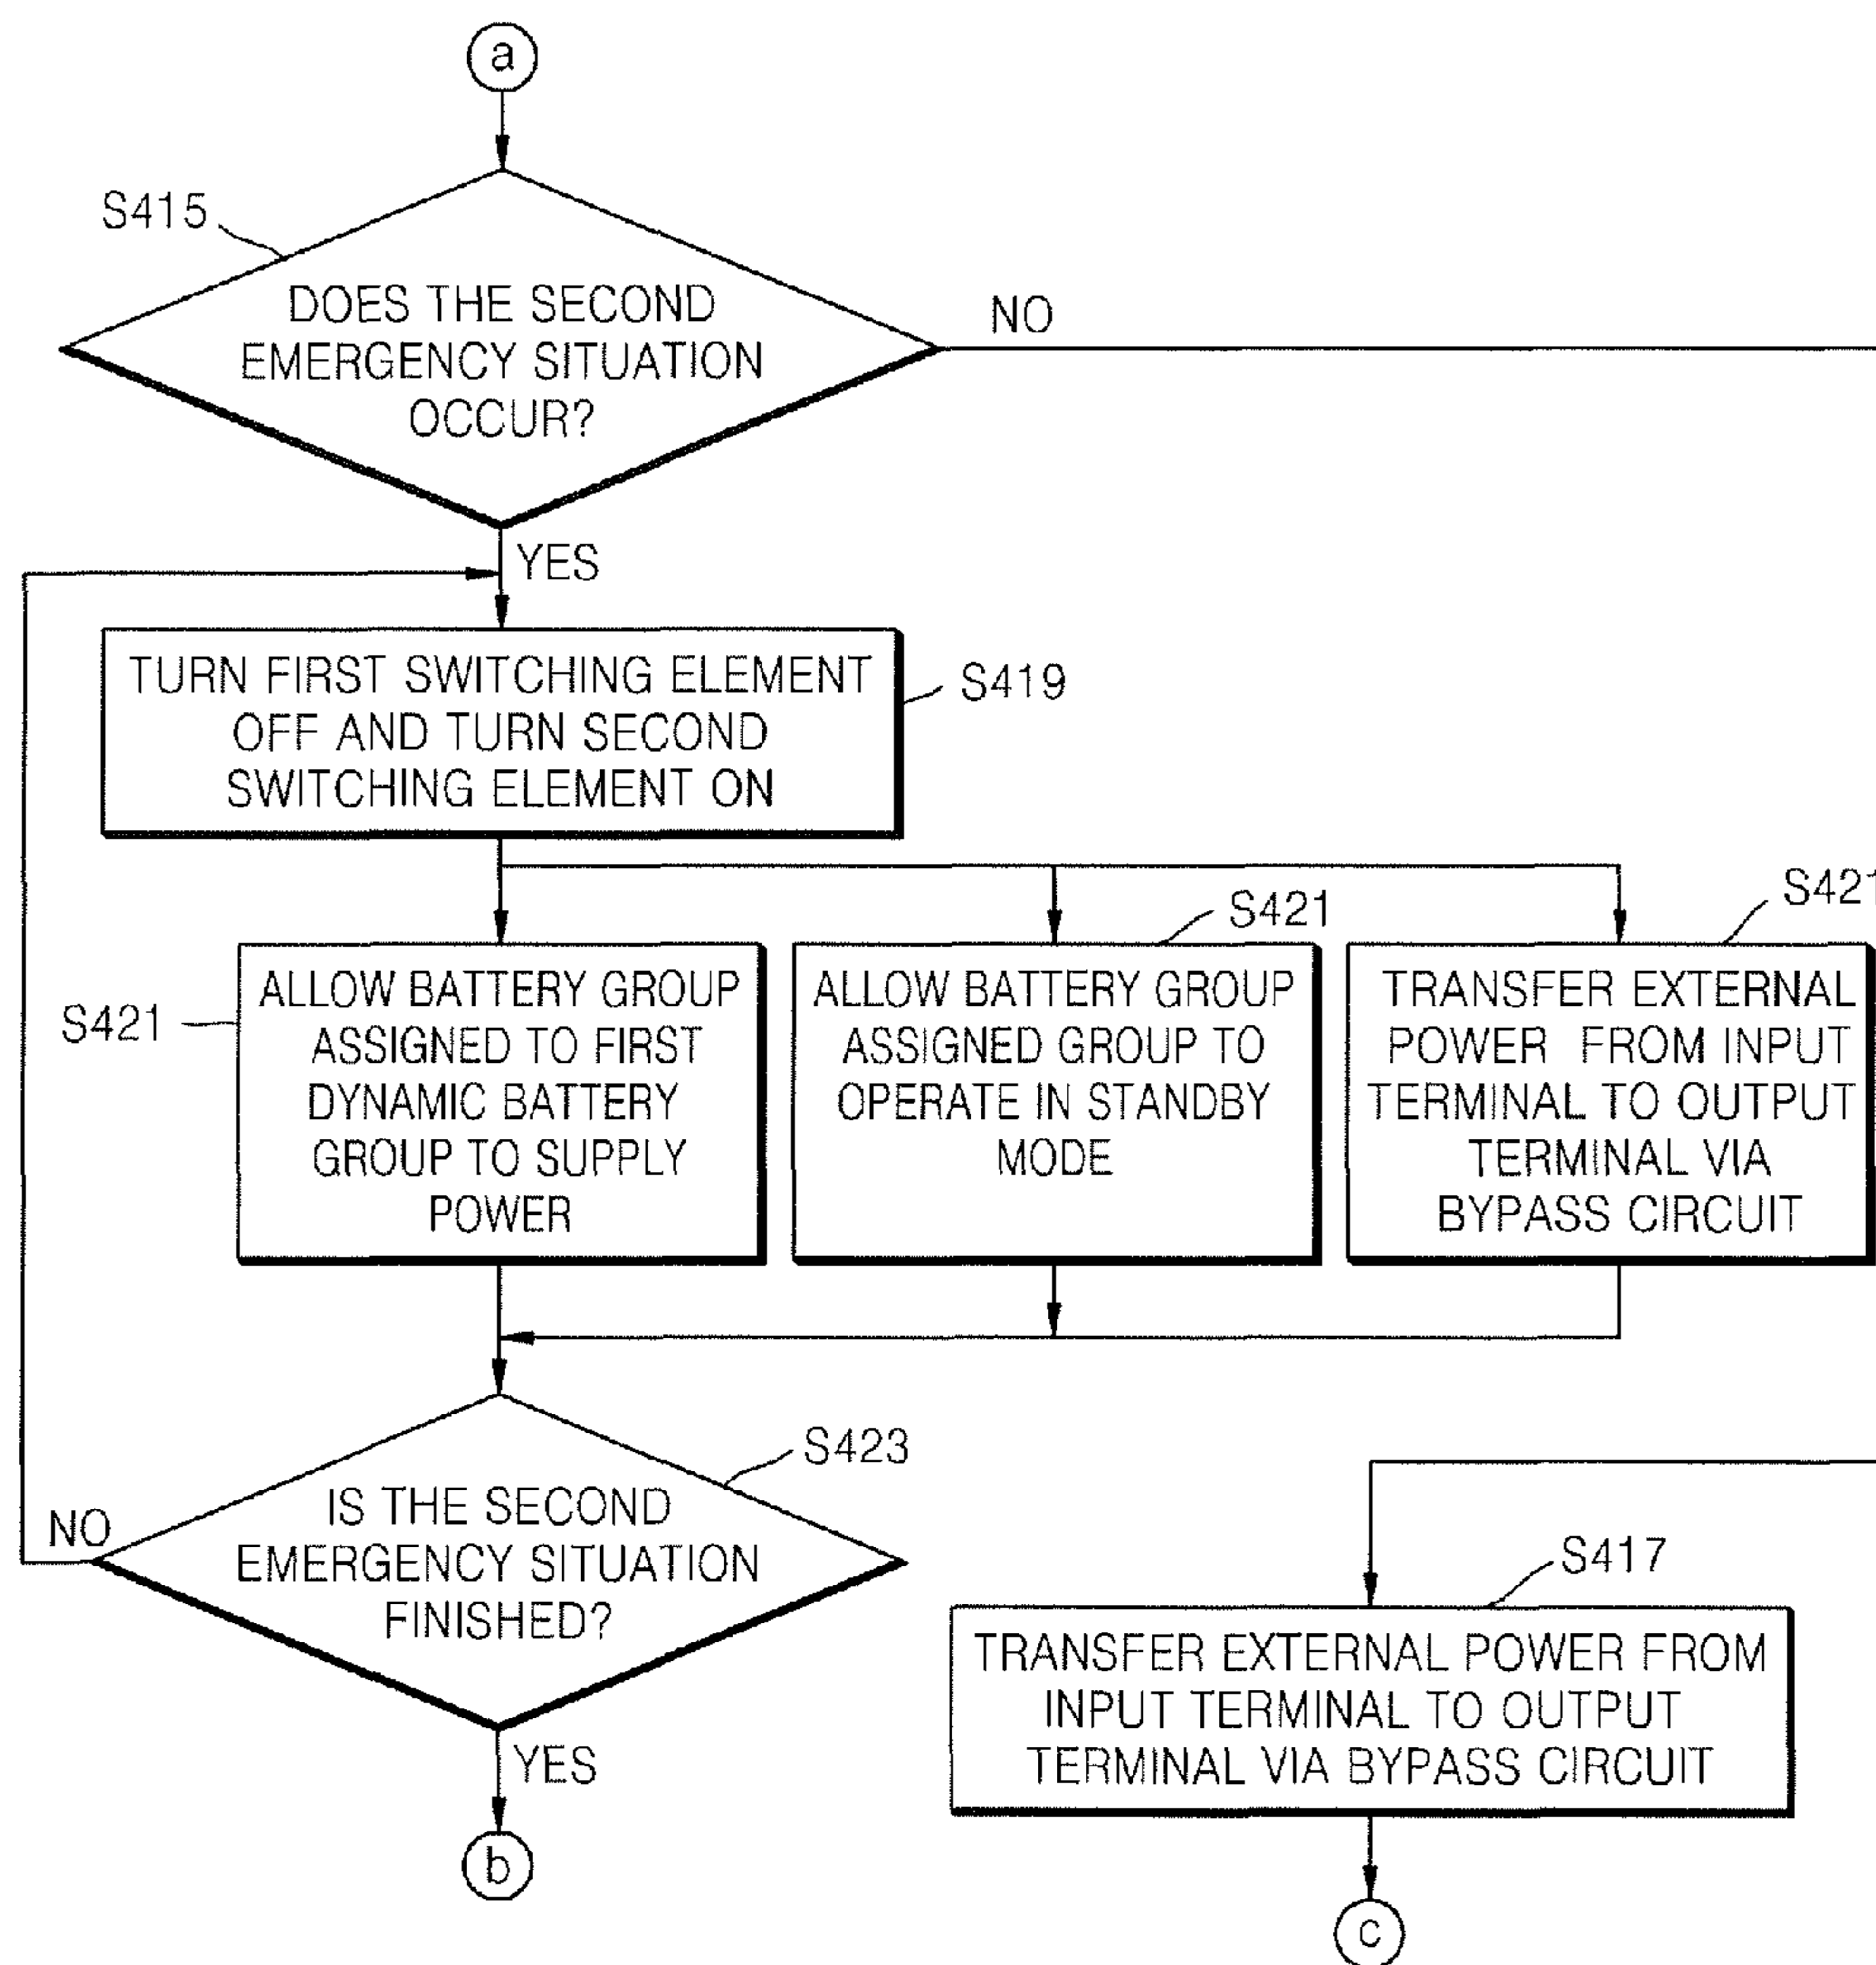 a
S415
DOES THE SECOND
EMERGENCY SITUATION
OCCUR?
NO
YES
TURN FIRST SWITCHING ELEMENT
OFF AND TURN SECOND
SWITCHING ELEMENT ON
S419
S421
ALLOW BATTERY GROUP
ASSIGNED TO FIRST
DYNAMIC BATTERY
GROUP TO SUPPLY
POWER
S421
ALLOW BATTERY GROUP
ASSIGNED GROUP TO
OPERATE IN STANDBY
MODE
S421
TRANSFER EXTERNAL
POWER FROM INPUT
TERMINAL TO OUTPUT
TERMINAL VIA
BYPASS CIRCUIT
S423
IS THE SECOND
EMERGENCY SITUATION
FINISHED?
NO
YES
b
S417
TRANSFER EXTERNAL POWER FROM
INPUT TERMINAL TO OUTPUT
TERMINAL VIA BYPASS CIRCUIT
c